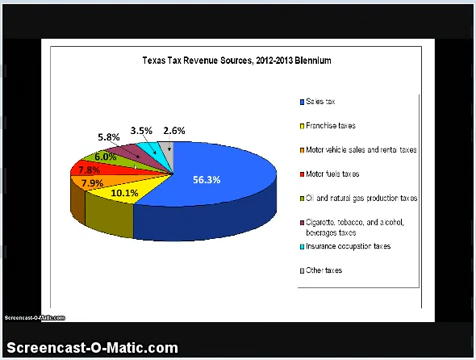 Texas Tax Revenue Sources, 2012-2013 Biennium
5.8%
3.5%
2.6%
6.0%
7.8%
7.9%
10.1%
56.3%
Sales tax
Franchise taxes
Motor vehicle sales and rental taxes
Motor fuels taxes
Oil and natural gas production taxes
Cigarette, tobacco, and alcohol,
beverages taxes
Insurance occupation taxes
Other taxes
Screencast-O-Matic.com
Screencast-O-Matic.com